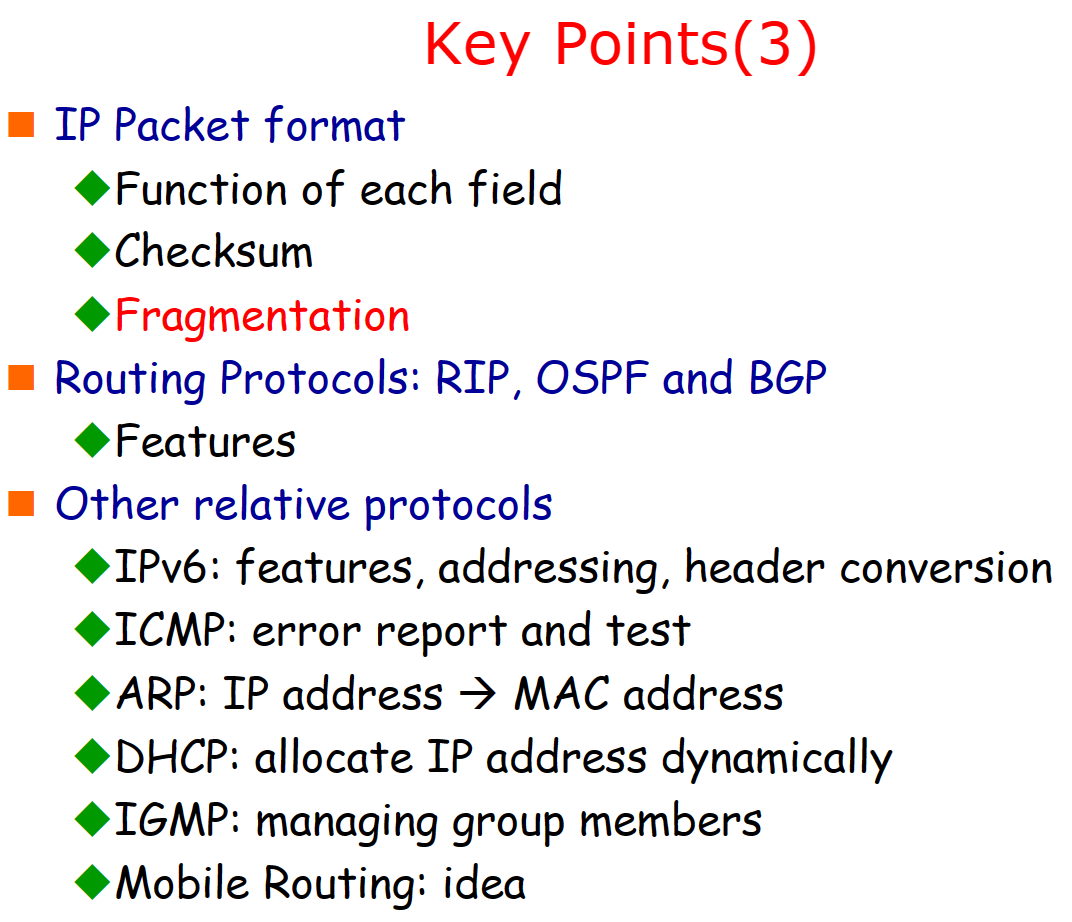 Key Points(3)
IP Packet format
Function of each field
Checksum
Fragmentation
Routing Protocols: RIP, OSPF and BGP
Features
Other relative protocols
IPv6: features, addressing, header conversion
ICMP: error report and test
ARP: IP address → MAC address
DHCP: allocate IP address dynamically
IGMP: managing group members
Mobile Routing: idea